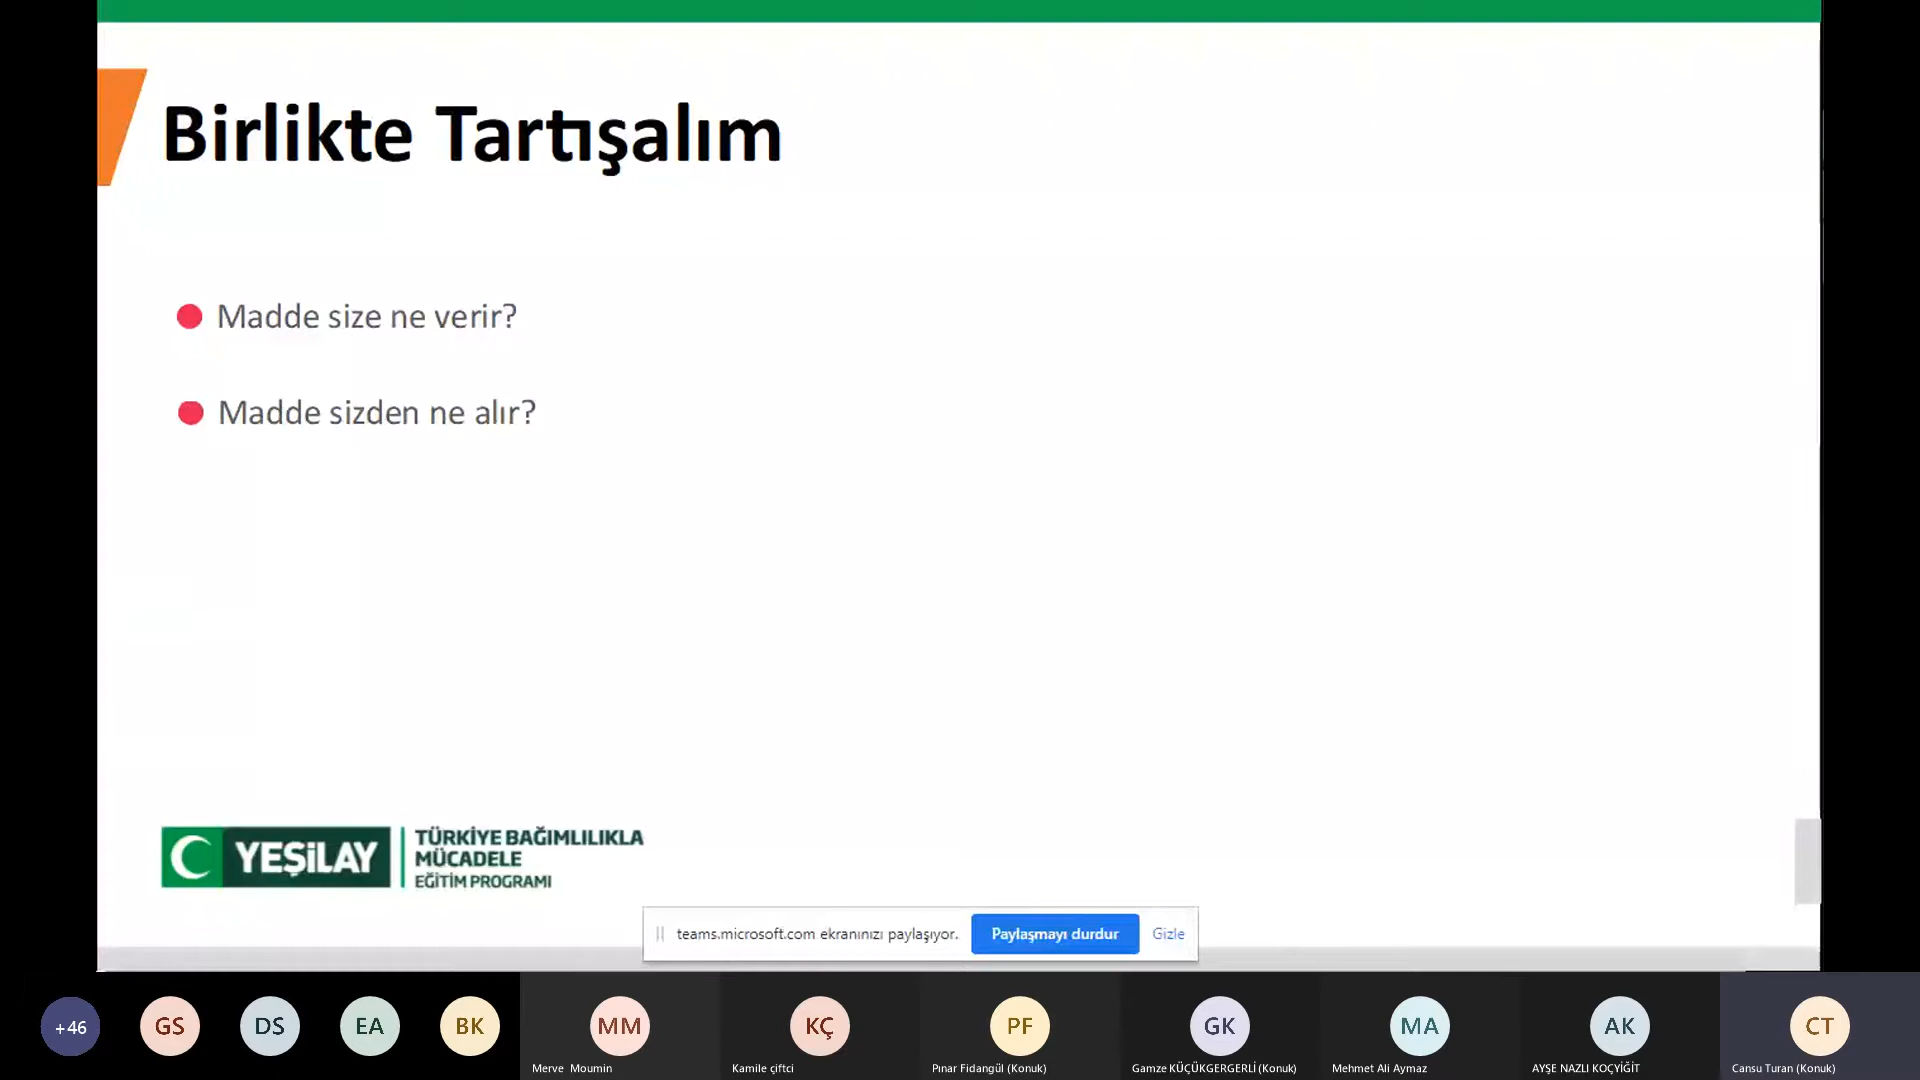 Birlikte Tartışalım
Madde size ne verir?
Madde sizden ne alır?
YEŞİLAY
TÜRKİYE BAĞIMLILIKLA
MÜCADELE
EĞİTİM PROGRAMI
teams.microsoft.com ekranınızı paylaşıyor. Paylaşmayı durdur Gizle
+46 GS DS EA BK MM KÇ PF GK MA AK CT
Merve Moumin Kamile çiftci Pınar Fidangül (Konuk) Gamze KÜÇÜKGERGERLİ (Konuk) Mehmet Ali Aymaz AYŞE NAZLI KOÇYİĞİT Cansu Turan (Konuk)